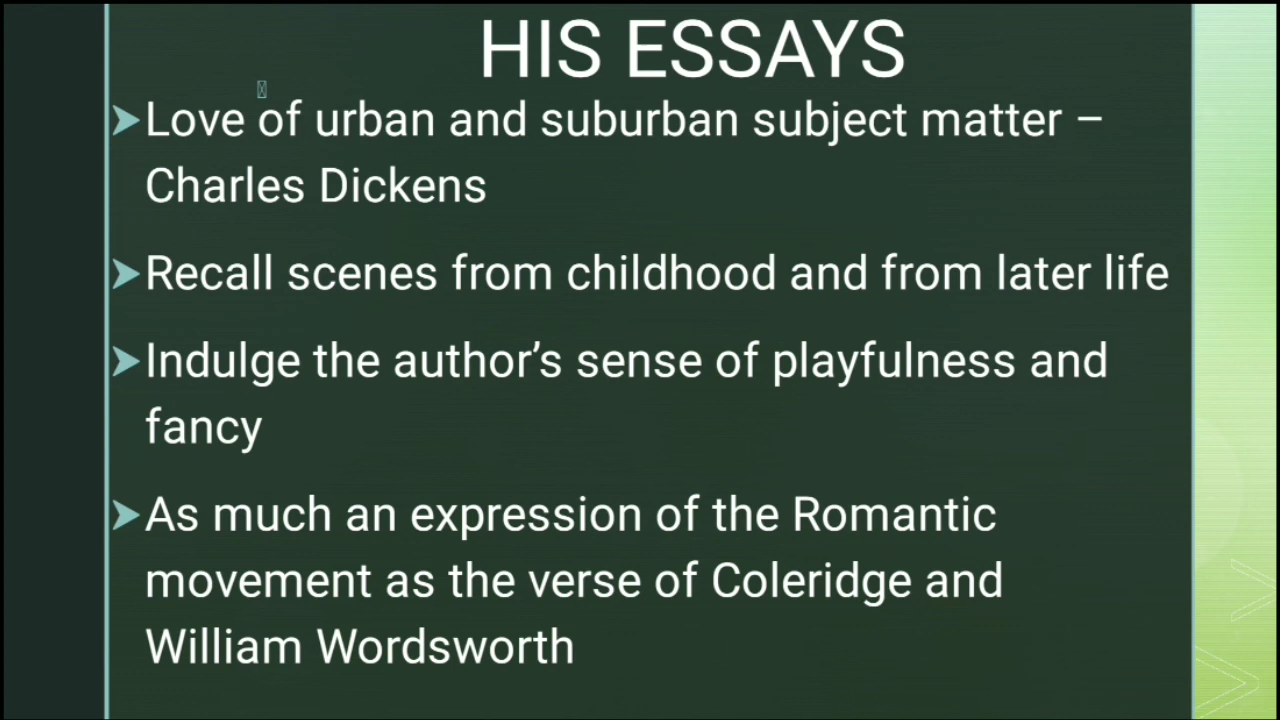 HIS ESSAYS
➤Love of urban and suburban subject matter –
Charles Dickens
➤Recall scenes from childhood and from later life
➤Indulge the author’s sense of playfulness and
fancy
➤As much an expression of the Romantic
movement as the verse of Coleridge and
William Wordsworth